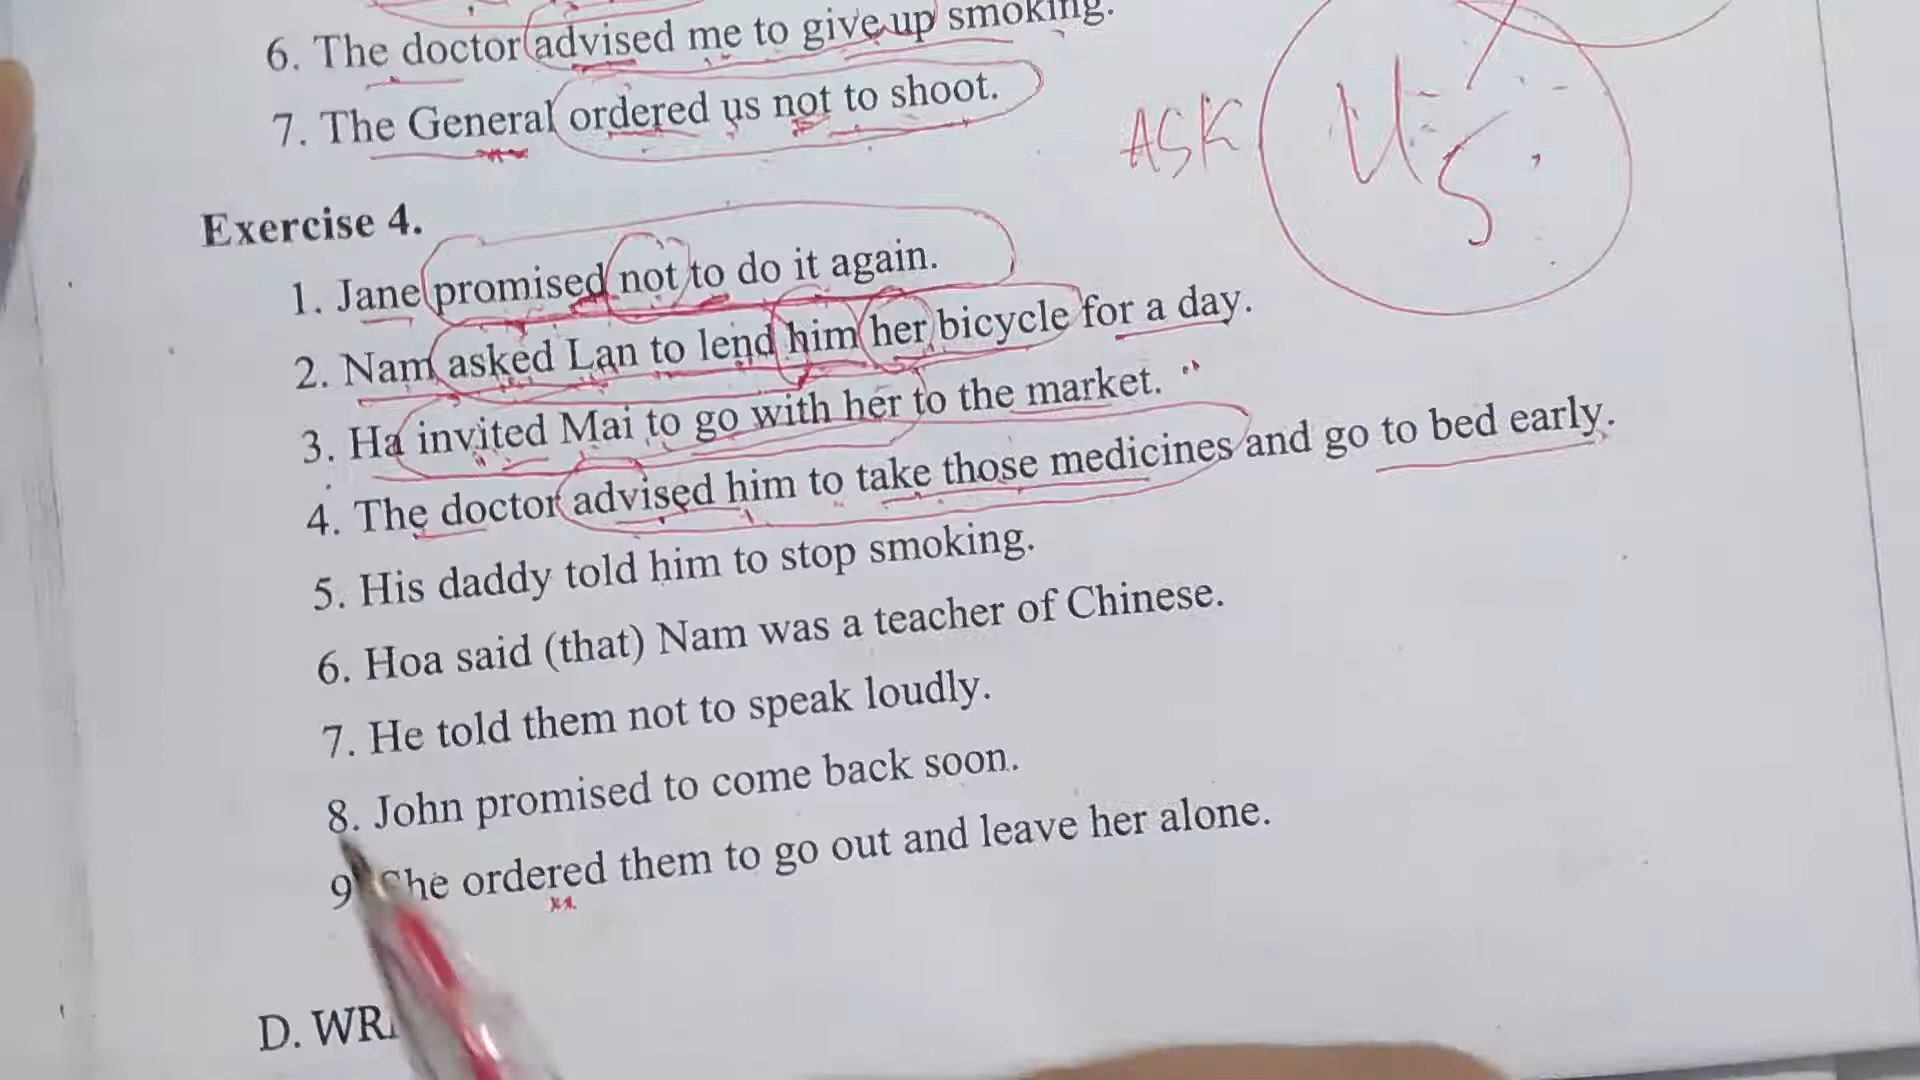 6. The doctor advised me to give up smoking.
7. The General ordered us not to shoot.
ASK
US
Exercise 4.
1. Jane promised not to do it again.
2. Nam asked Lan to lend him her bicycle for a day.
3. Ha invited Mai to go with her to the market.
4. The doctor advised him to take those medicines and go to bed early.
5. His daddy told him to stop smoking.
6. Hoa said (that) Nam was a teacher of Chinese.
7. He told them not to speak loudly.
8. John promised to come back soon.
9 She ordered them to go out and leave her alone.
D.